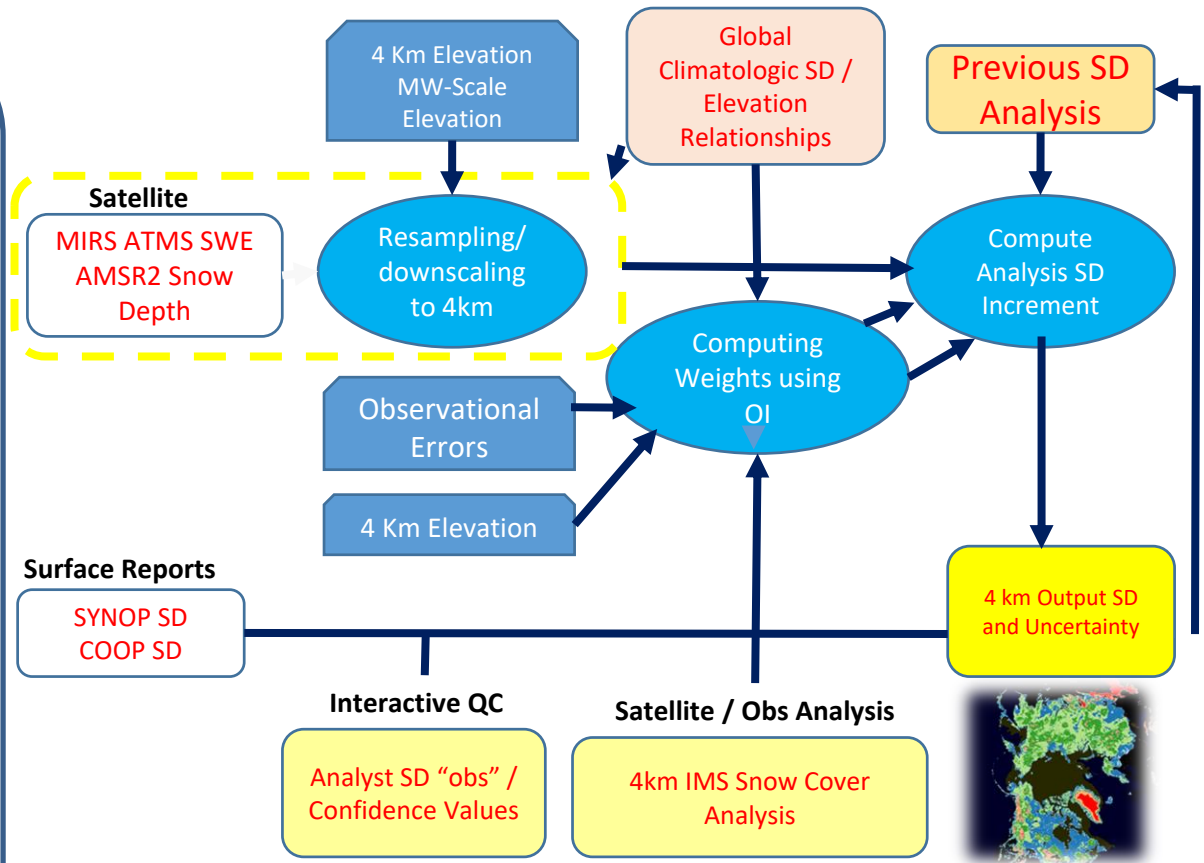 4 Km Elevation
MW-Scale
Elevation
Global
Climatologic SD /
Elevation
Relationships
Previous SD
Analysis
Satellite
MIRS ATMS SWE
AMSR2 Snow
Depth
Resampling/
downscaling
to 4km
Compute
Analysis SD
Increment
Computing
Weights using
OI
Observational
Errors
4 Km Elevation
Surface Reports
SYNOP SD
COOP SD
4 km Output SD
and Uncertainty
Interactive QC
Analyst SD “obs” /
Confidence Values
Satellite / Obs Analysis
4km IMS Snow Cover
Analysis